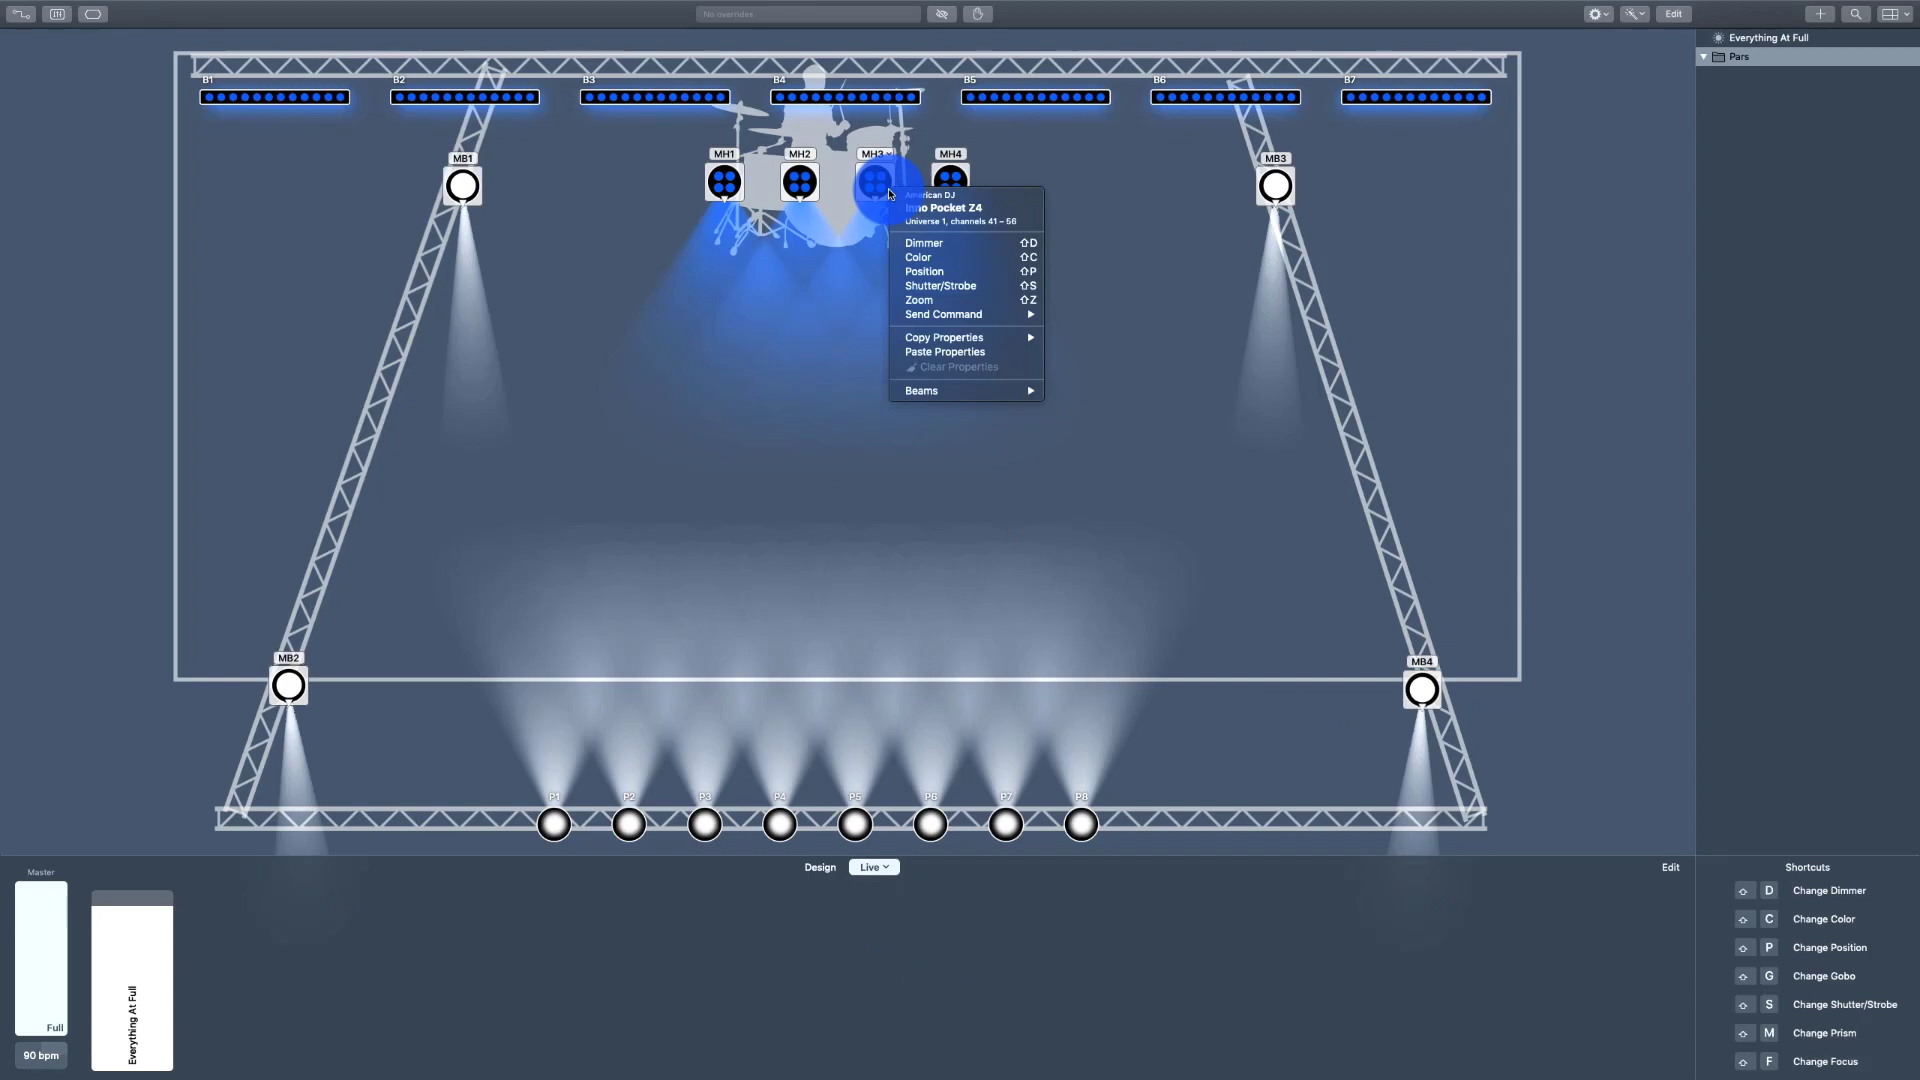 No overrides
Edit
Everything At Full
Pars
B1
B2
B3
B4
B5
B6
B7
MB1
MH1
MH2
MH3
MH4
MB3
American DJ
Inno Pocket Z4
Universe 1, channels 41 – 56
Dimmer ⇧D
Color ⇧C
Position ⇧P
Shutter/Strobe ⇧S
Zoom ⇧Z
Send Command
Copy Properties
Paste Properties
Clear Properties
Beams
MB2
MB4
P1
P2
P3
P4
P5
P6
P7
P8
Master
Full
90 bpm
Everything At Full
Design
Live
Edit
Shortcuts
D Change Dimmer
C Change Color
P Change Position
G Change Gobo
S Change Shutter/Strobe
M Change Prism
F Change Focus